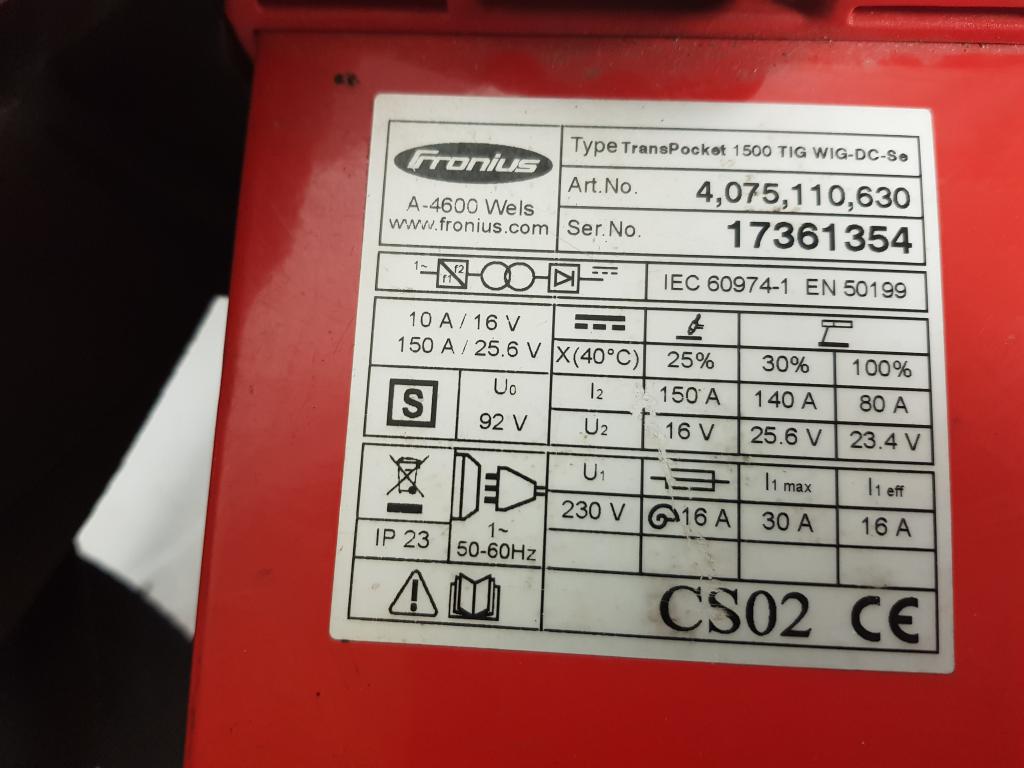 Fronius
A-4600 Wels
www.fronius.com
Type TransPocket 1500 TIG WIG-DC-Se
Art.No. 4,075,110,630
Ser.No. 17361354
1~ f1 f2
IEC 60974-1 EN 50199
10 A / 16 V
150 A / 25.6 V
X(40°C) 25% 30% 100%
I2 150 A 140 A 80 A
U2 16 V 25.6 V 23.4 V
S
U0
92 V
U1 I1 max I1 eff
230 V 16 A 30 A 16 A
IP 23
1~
50-60Hz
CS02 CE